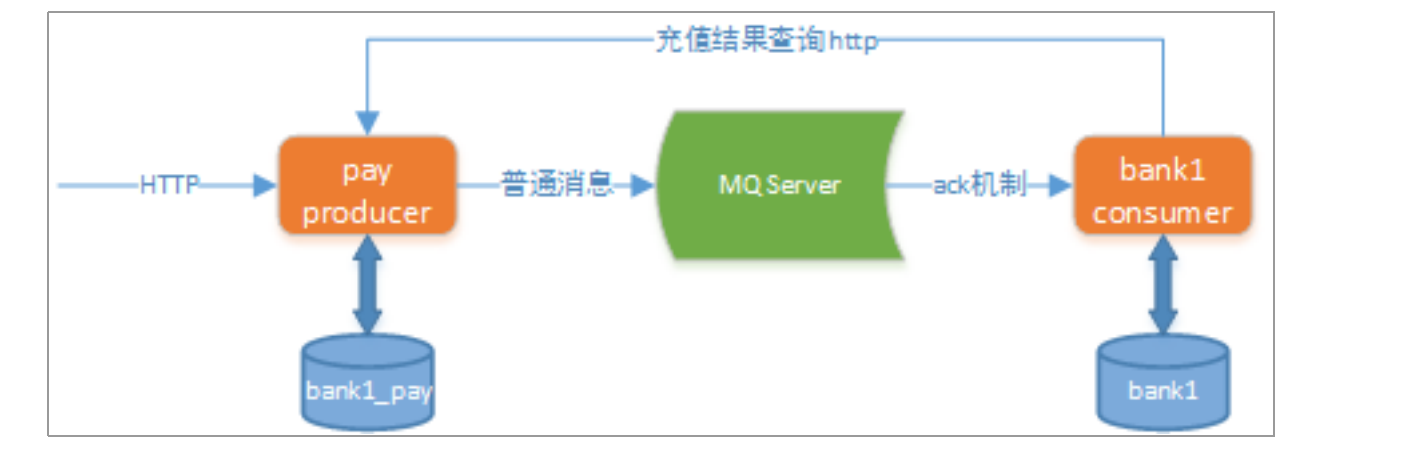 充值结果查询http
HTTP
pay
producer
普通消息
MQ Server
ack机制
bank1
consumer
bank1_pay
bank1